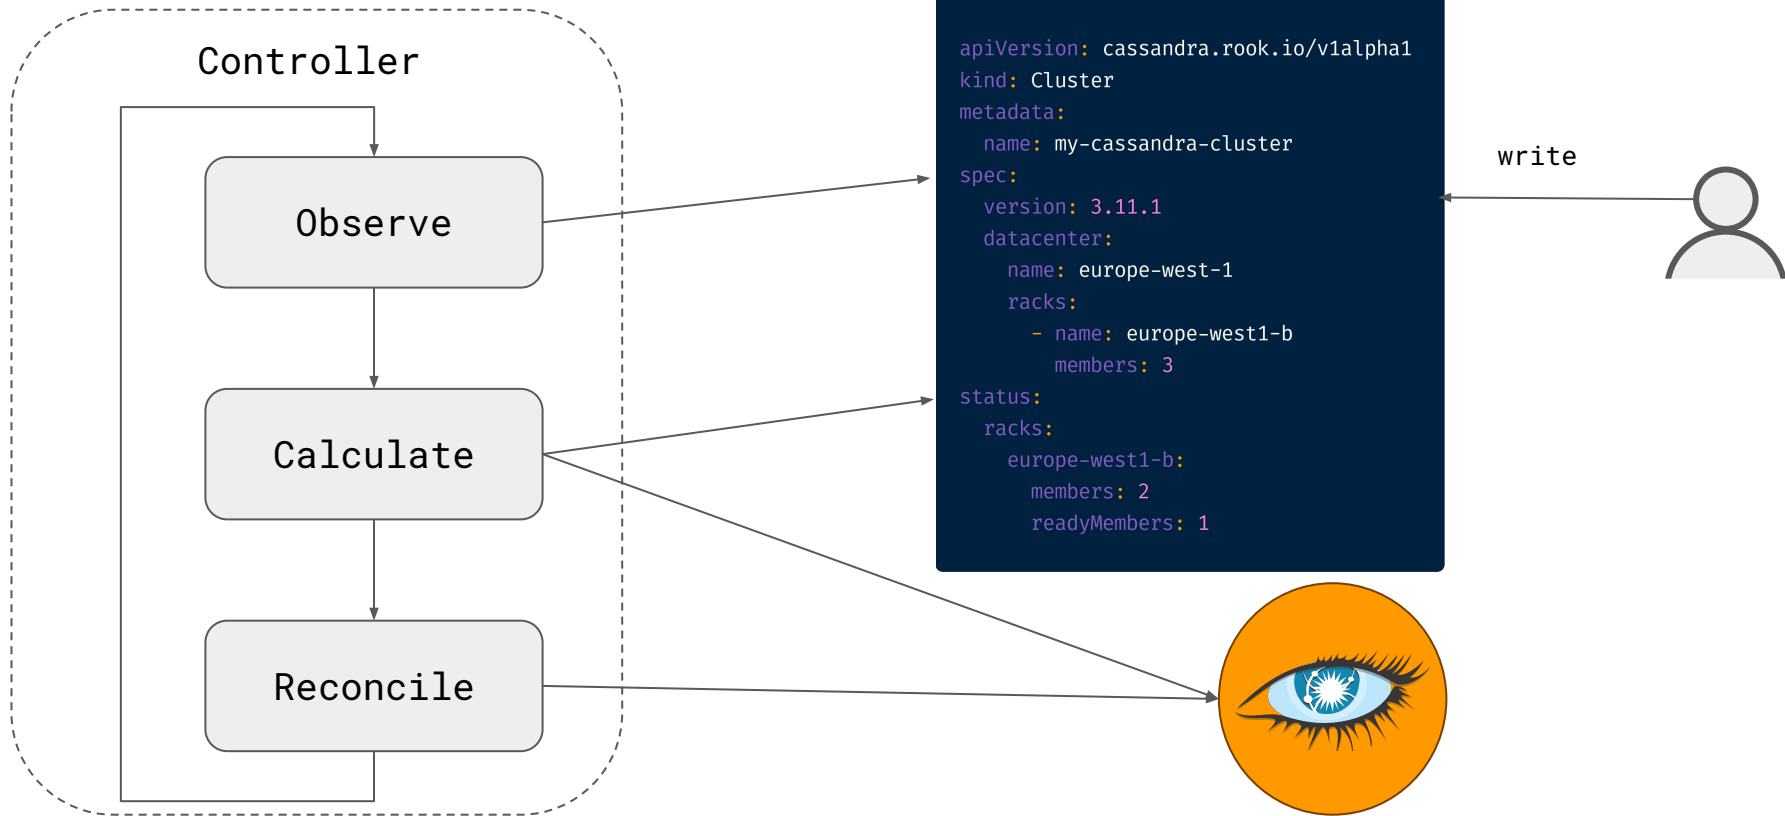 Controller
Observe
Calculate
Reconcile
apiVersion: cassandra.rook.io/v1alpha1
kind: Cluster
metadata:
  name: my-cassandra-cluster
spec:
  version: 3.11.1
  datacenter:
    name: europe-west-1
    racks:
      - name: europe-west1-b
        members: 3
status:
  racks:
    europe-west1-b:
      members: 2
      readyMembers: 1
write